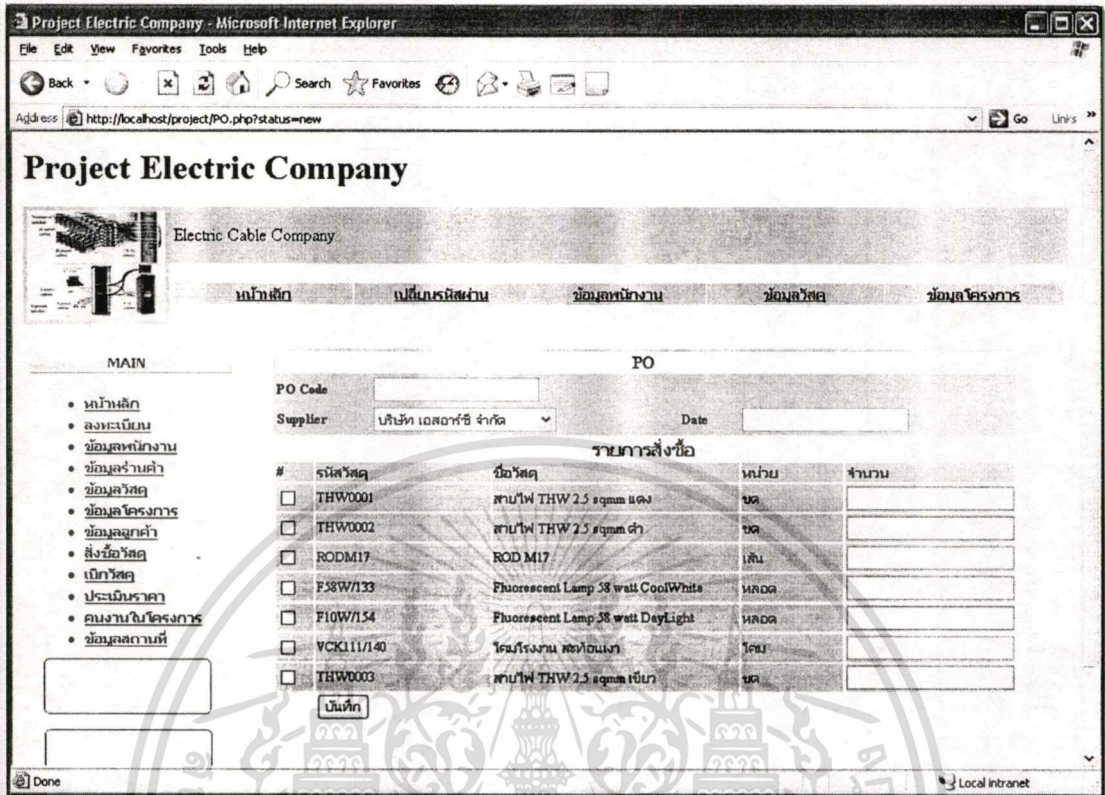 Project Electric Company - Microsoft Internet Explorer
File Edit View Favorites Tools Help
Back Search Favorites
Address http://localhost/project/PO.php?status=new Go Links »
Project Electric Company
Electric Cable Company
หน้าหลัก เปลี่ยนรหัสผ่าน ข้อมูลพนักงาน ข้อมูลวัสดุ ข้อมูลโครงการ
MAIN
หน้าหลัก
ลงทะเบียน
ข้อมูลพนักงาน
ข้อมูลร้านค้า
ข้อมูลวัสดุ
ข้อมูลโครงการ
ข้อมูลลูกค้า
สั่งซื้อวัสดุ
เบิกวัสดุ
ประเมินราคา
คนงานในโครงการ
ข้อมูลสถานที่
PO
PO Code
Supplier บริษัท เอสอาร์ซี จำกัด Date
รายการสั่งซื้อ
# รหัสวัสดุ ชื่อวัสดุ หน่วย จำนวน
THW0001 สายไฟ THW 2.5 sqmm แดง ขด
THW0002 สายไฟ THW 2.5 sqmm ดำ ขด
RODM17 ROD M17 เส้น
F58W/133 Fluorescent Lamp 58 watt CoolWhite หลอด
F10W/154 Fluorescent Lamp 58 watt DayLight หลอด
VCK111/140 โคมโรงงาน สะท้อนเงา โคม
THW0003 สายไฟ THW 2.5 sqmm เขียว ขด
บันทึก
Done Local intranet